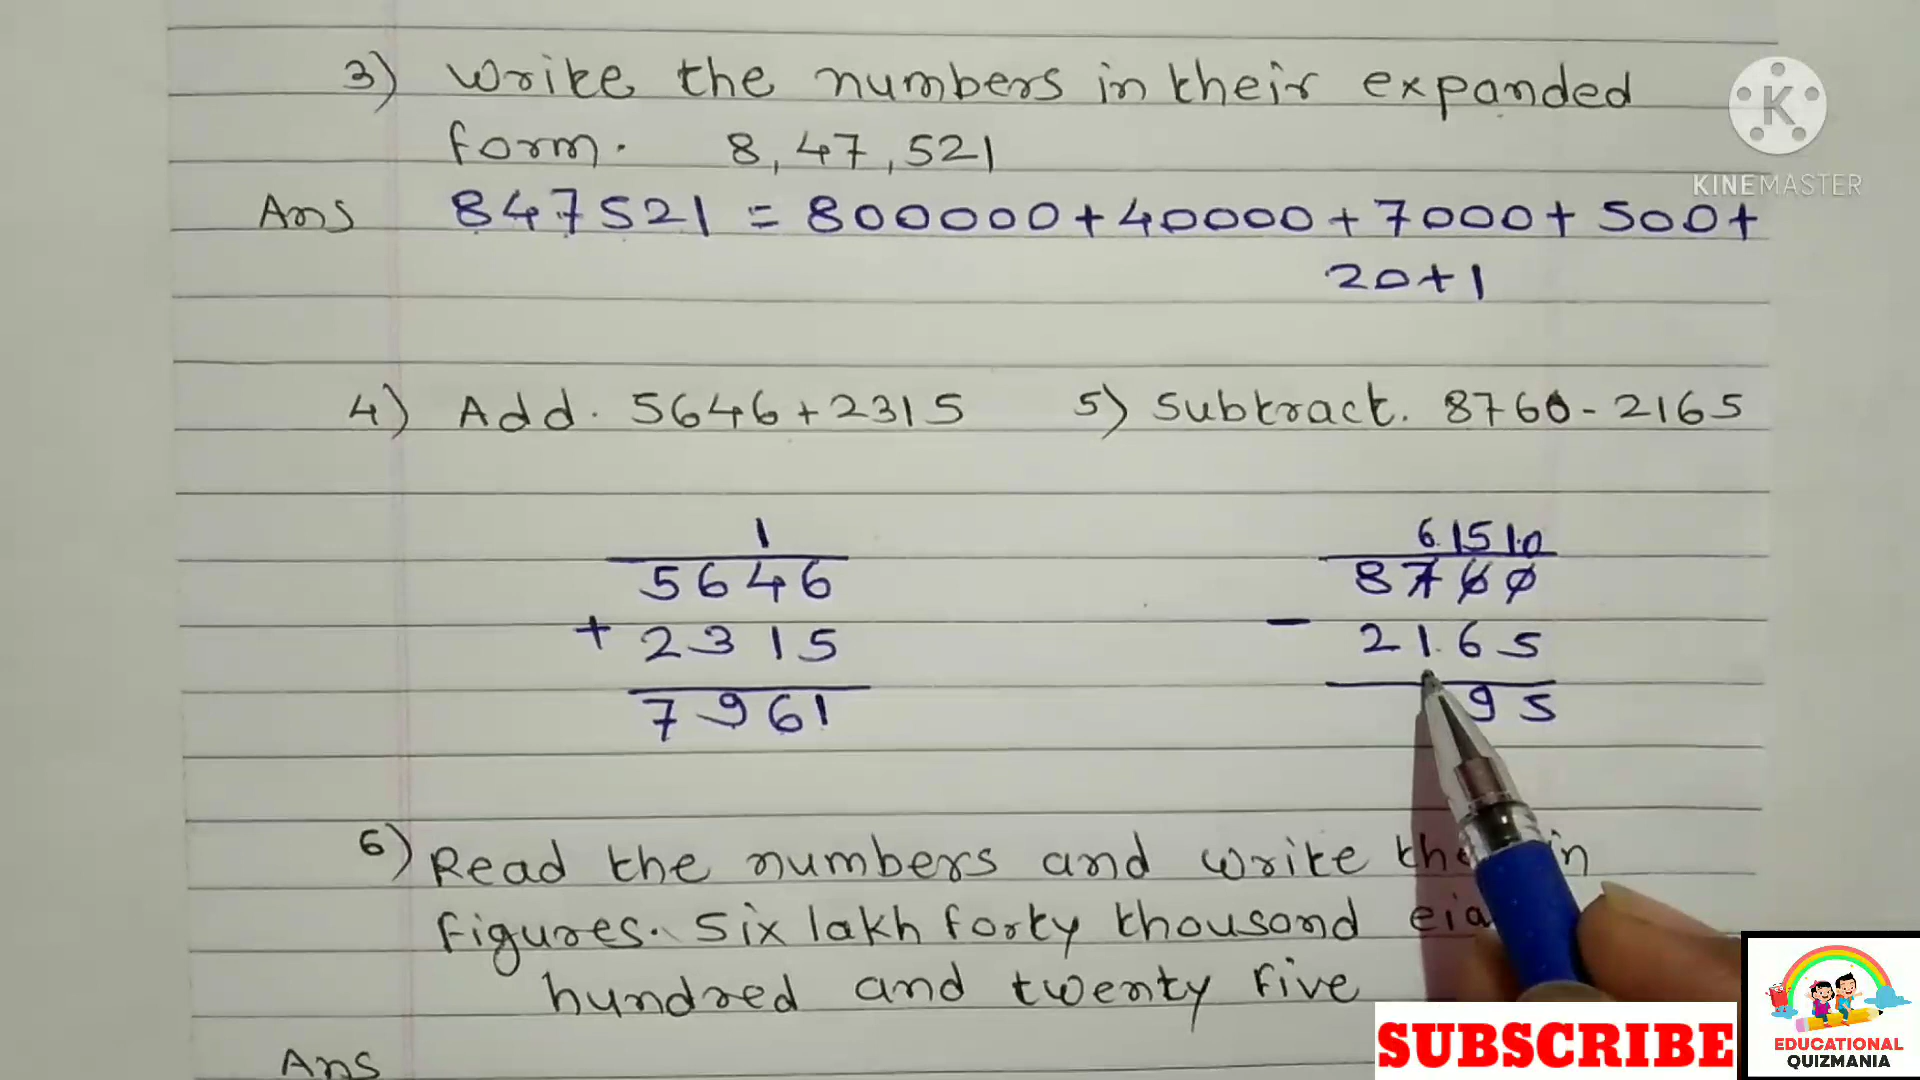 3) Write the numbers in their expanded
form. 8,47,521
Ans 847521 = 800000+40000+7000+500+
20+1
4) Add. 5646+2315
5) Subtract. 8760-2165
1
5646
+ 2315
7961
6 15 10
8760
- 2165
95
6) Read the numbers and write in
figures. Six lakh forty thousand
hundred and twenty five
Ans
K
KINEMASTER
SUBSCRIBE
EDUCATIONAL
QUIZMANIA